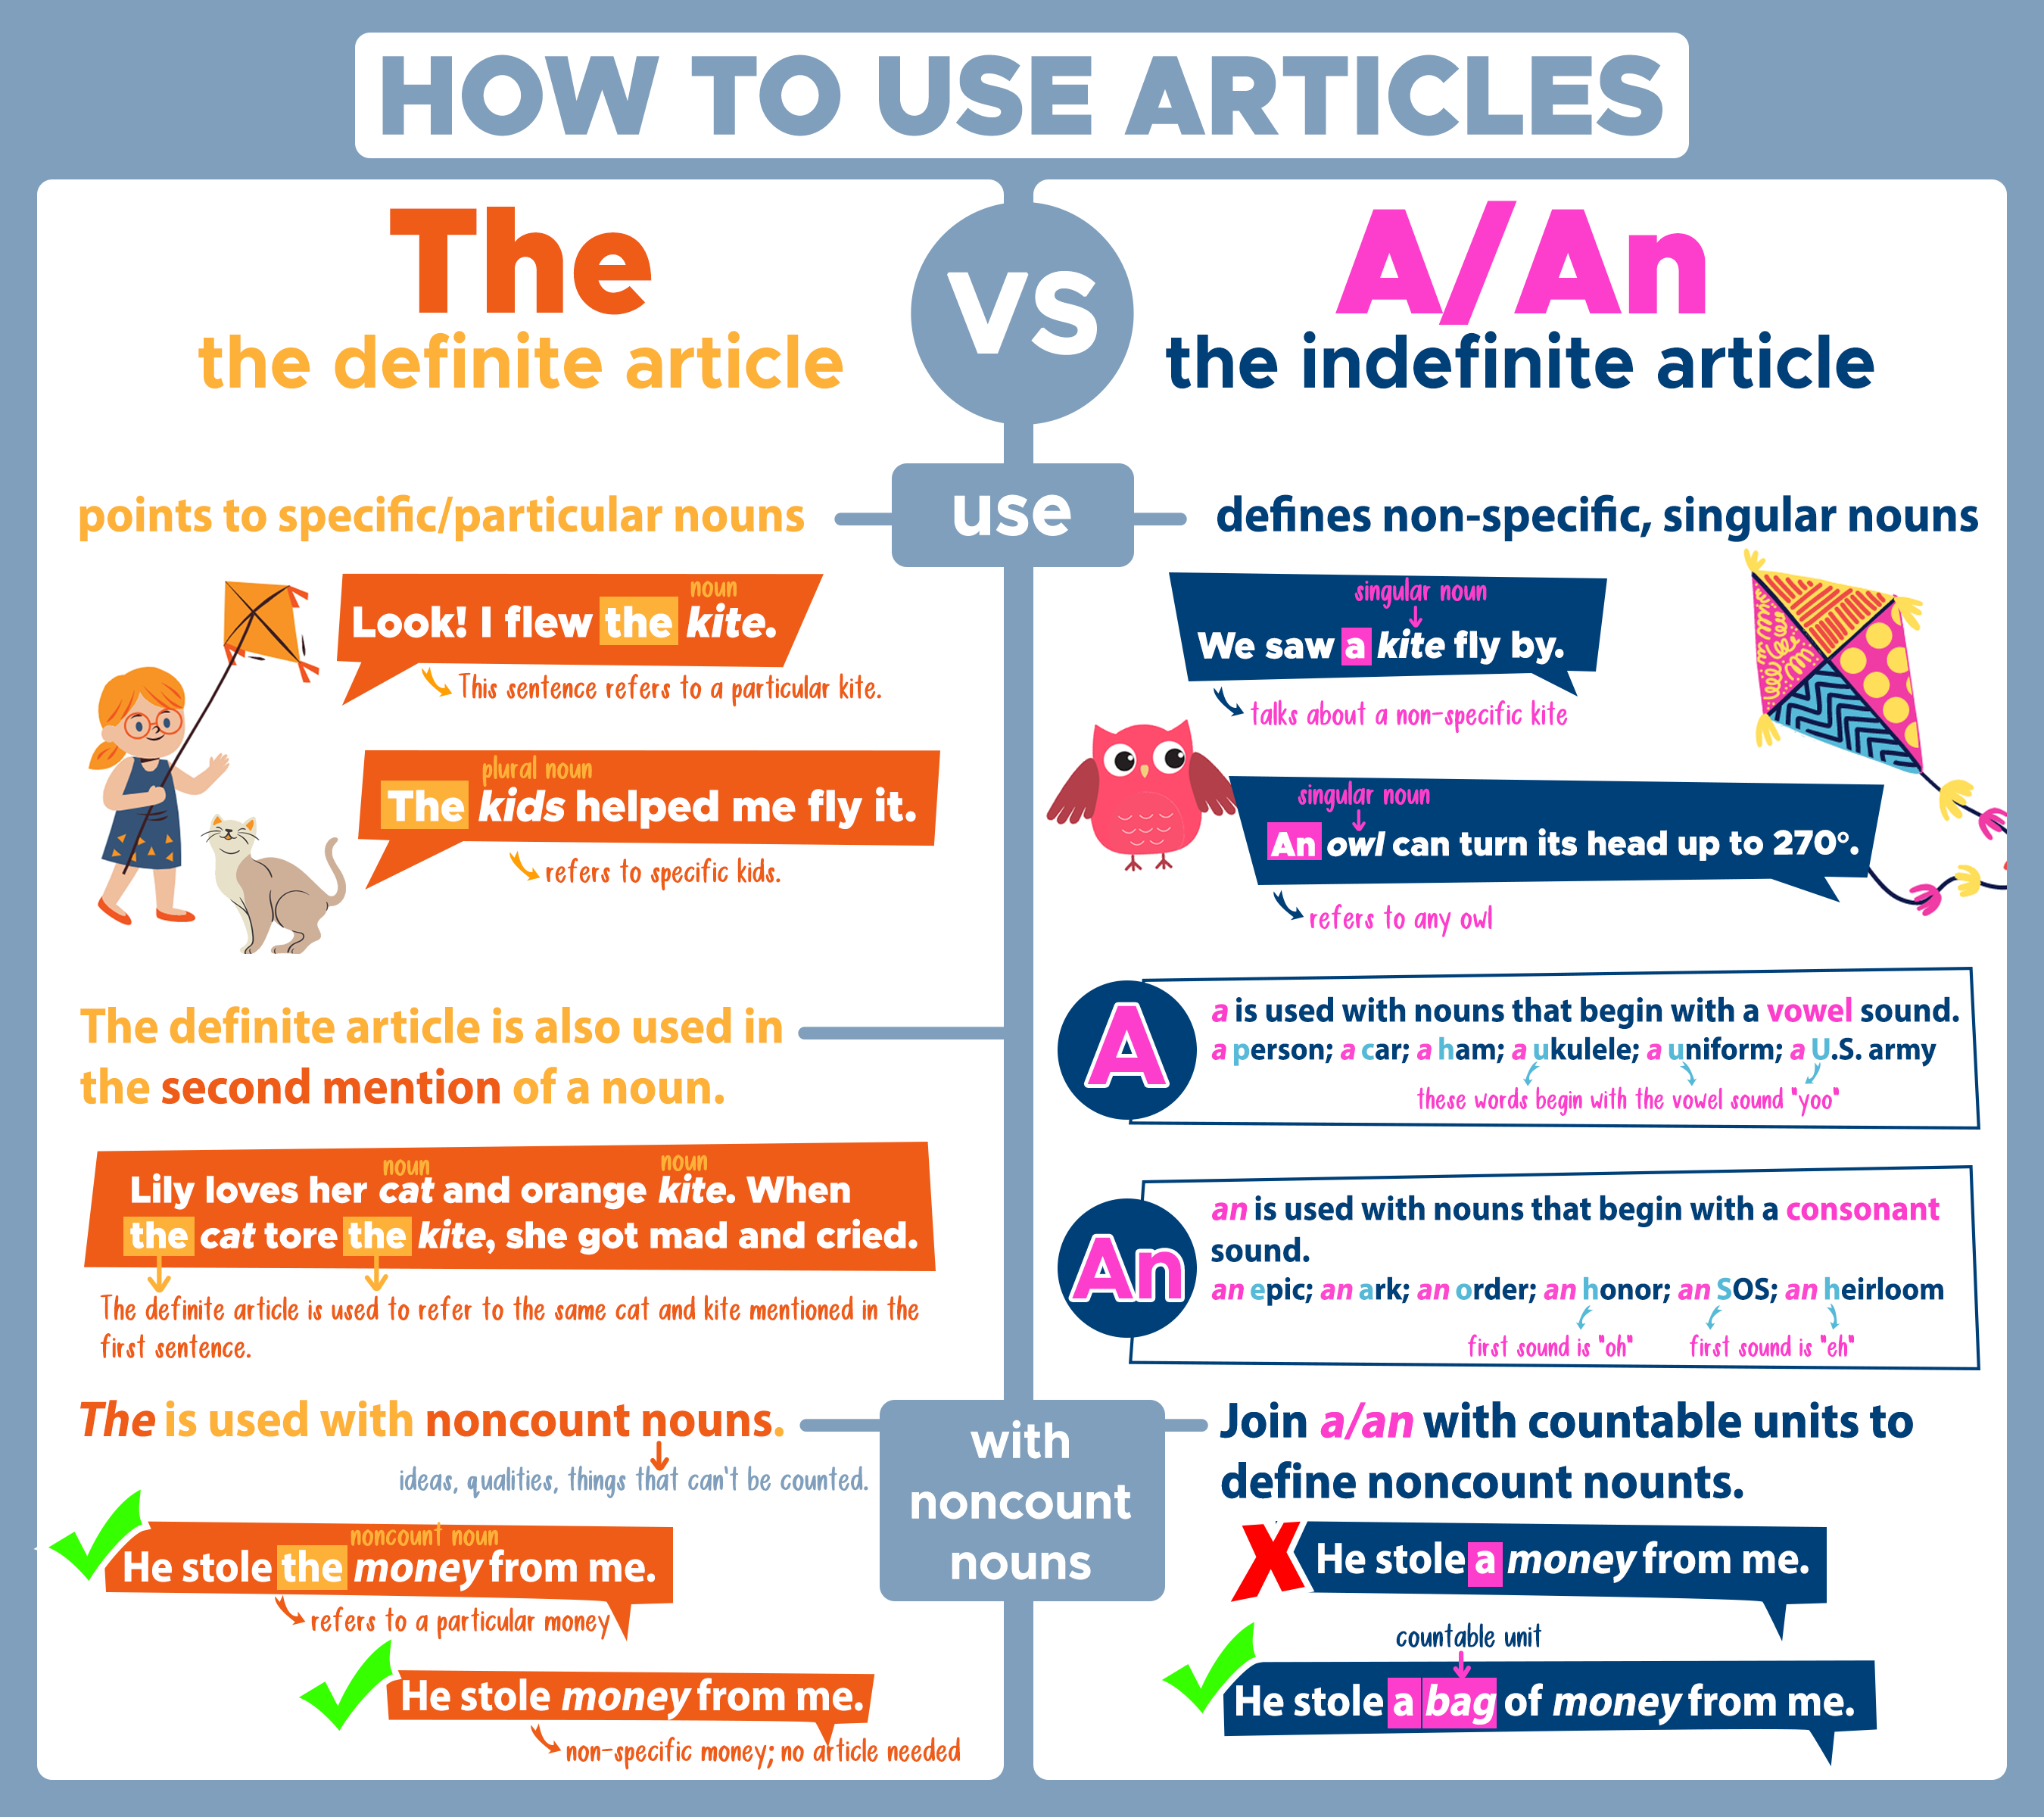 HOW TO USE ARTICLES
The
the definite article
VS
A/An
the indefinite article
use
points to specific/particular nouns
noun
Look! I flew the kite.
This sentence refers to a particular kite.
plural noun
The kids helped me fly it.
refers to specific kids.
defines non-specific, singular nouns
singular noun
We saw a kite fly by.
talks about a non-specific kite
singular noun
An owl can turn its head up to 270°.
refers to any owl
The definite article is also used in
the second mention of a noun.
noun noun
Lily loves her cat and orange kite. When
the cat tore the kite, she got mad and cried.
The definite article is used to refer to the same cat and kite mentioned in the
first sentence.
A
a is used with nouns that begin with a vowel sound.
a person; a car; a ham; a ukulele; a uniform; a U.S. army
these words begin with the vowel sound "yoo"
An
an is used with nouns that begin with a consonant
sound.
an epic; an ark; an order; an honor; an SOS; an heirloom
first sound is "oh" first sound is "eh"
with
noncount
nouns
The is used with noncount nouns.
ideas, qualities, things that can't be counted.
noncount noun
He stole the money from me.
refers to a particular money
He stole money from me.
non-specific money; no article needed
Join a/an with countable units to
define noncount nounts.
X
He stole a money from me.
countable unit
He stole a bag of money from me.